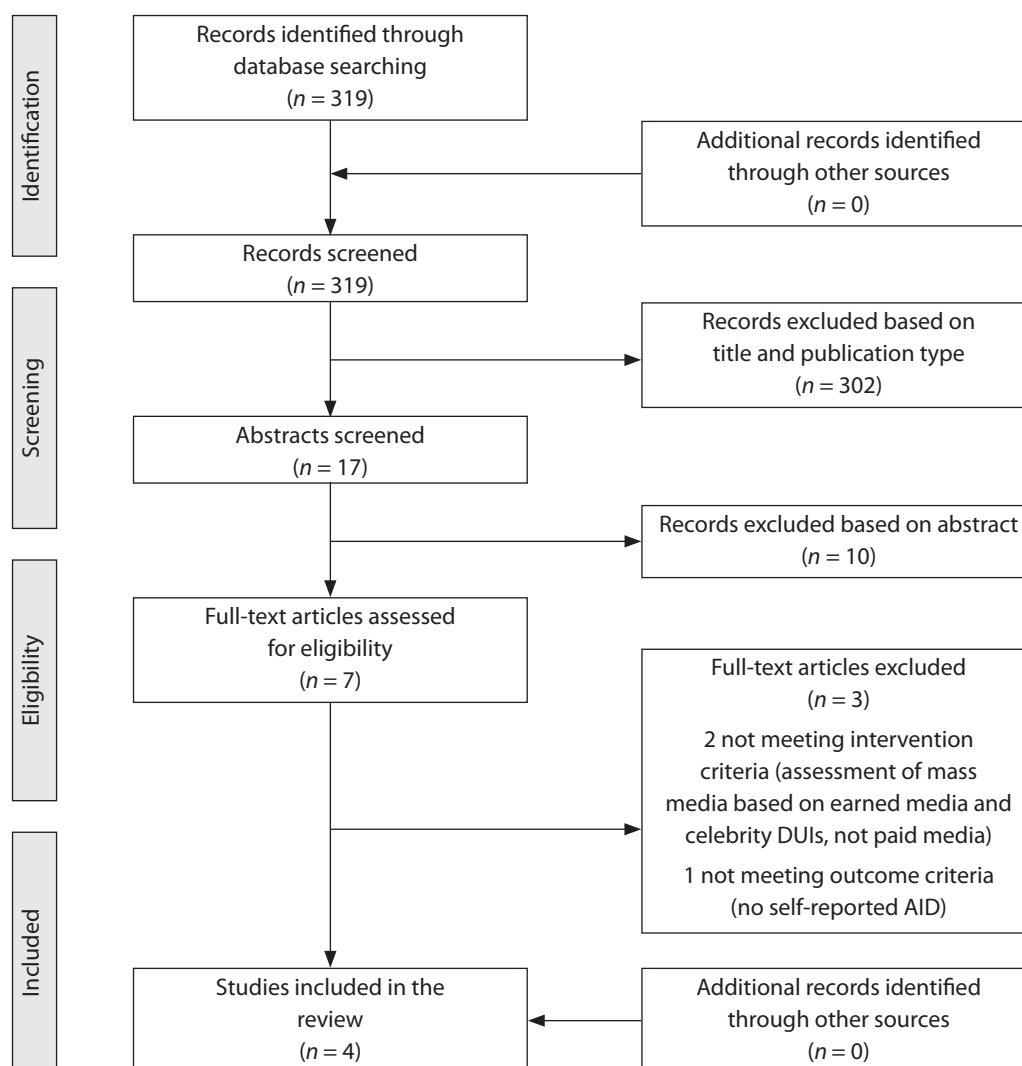 Identification
Records identified through
database searching
(n = 319)
Additional records identified
through other sources
(n = 0)
Records screened
(n = 319)
Screening
Records excluded based on
title and publication type
(n = 302)
Abstracts screened
(n = 17)
Records excluded based on abstract
(n = 10)
Eligibility
Full-text articles assessed
for eligibility
(n = 7)
Full-text articles excluded
(n = 3)
2 not meeting intervention
criteria (assessment of mass
media based on earned media and
celebrity DUIs, not paid media)
1 not meeting outcome criteria
(no self-reported AID)
Included
Studies included in the
review
(n = 4)
Additional records identified
through other sources
(n = 0)